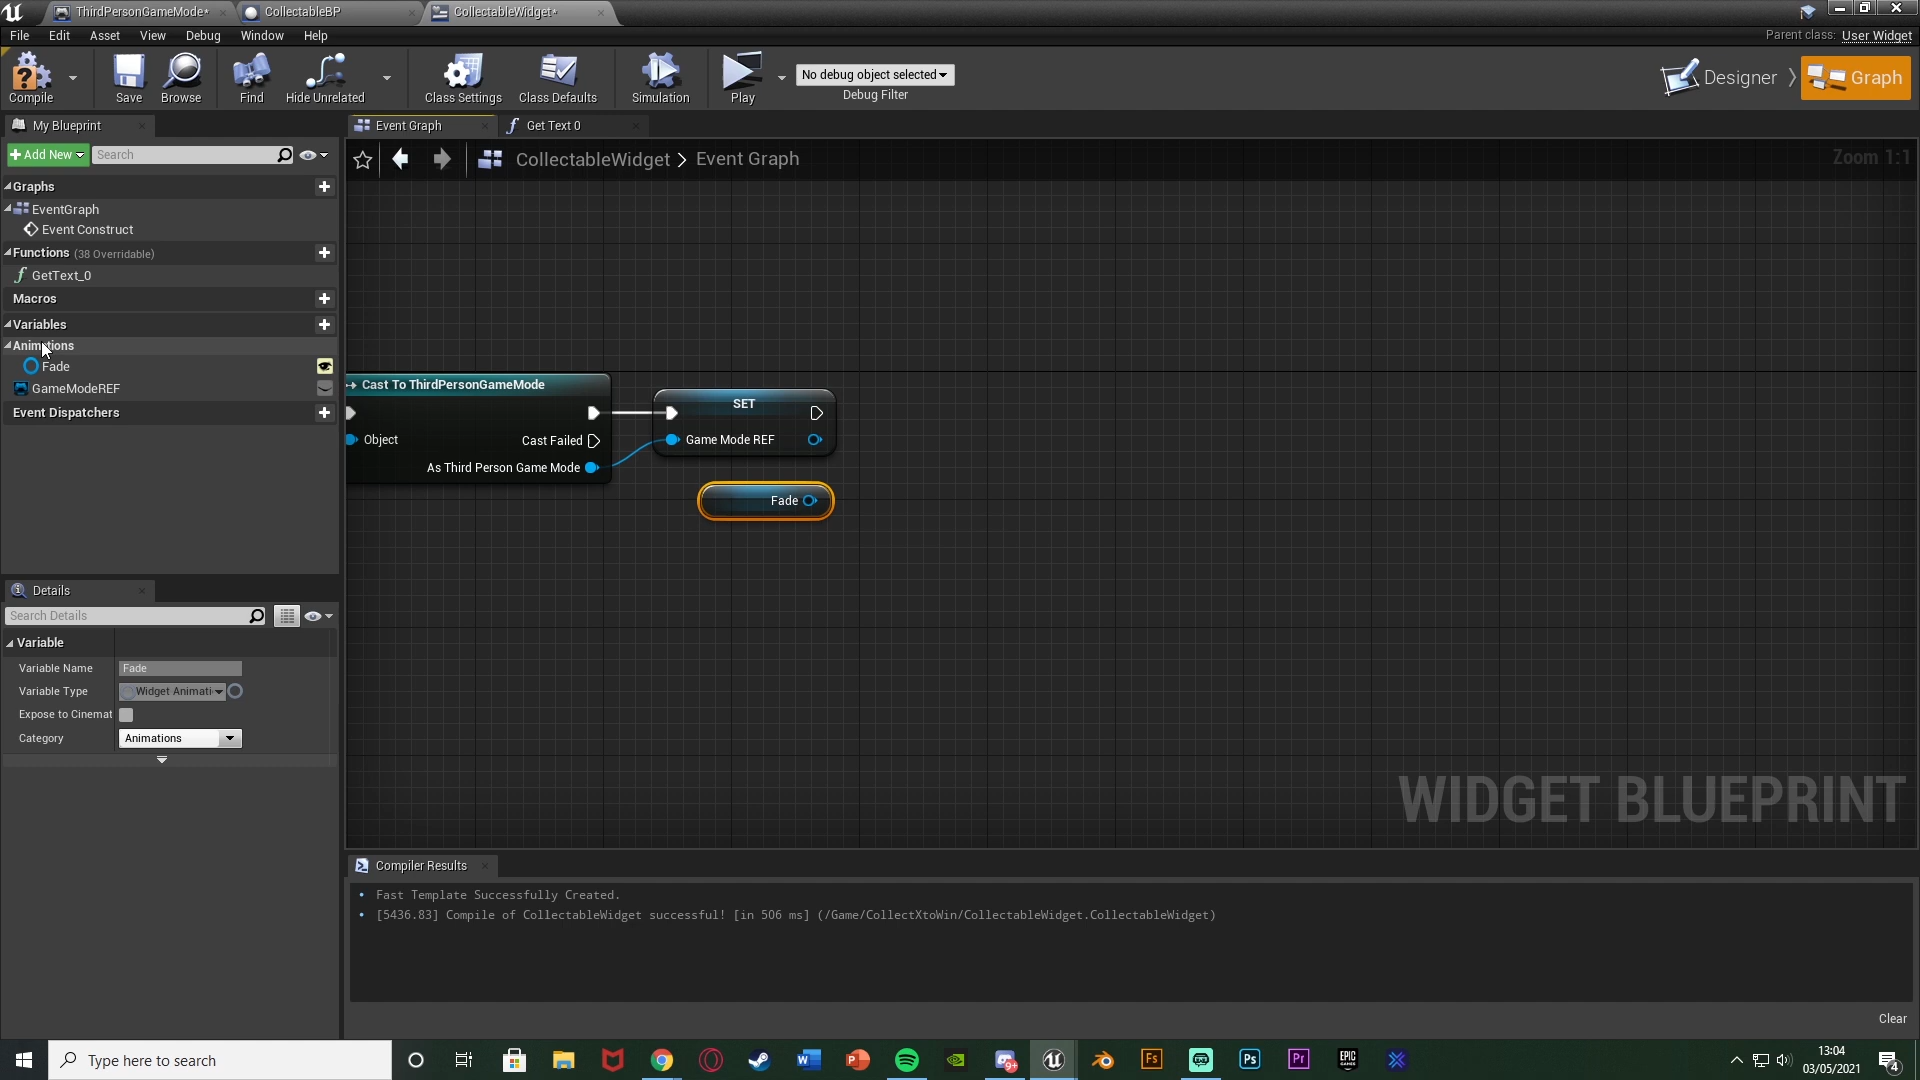 ThirdPersonGameMode*
CollectableBP
CollectableWidget*
File Edit Asset View Debug Window Help
Parent class: User Widget
Compile
Save
Browse
Find
Hide Unrelated
Class Settings
Class Defaults
Simulation
Play
No debug object selected
Debug Filter
Designer
Graph
My Blueprint
Event Graph
Get Text 0
+ Add New
Search
CollectableWidget > Event Graph
Zoom 1:1
Graphs
EventGraph
Event Construct
Functions (38 Overridable)
GetText_0
Macros
Variables
Animations
Fade
GameModeREF
Event Dispatchers
Cast To ThirdPersonGameMode
Object
Cast Failed
As Third Person Game Mode
SET
Game Mode REF
Fade
Details
Search Details
Variable
Variable Name Fade
Variable Type Widget Animati
Expose to Cinemat
Category Animations
WIDGET BLUEPRINT
Compiler Results
• Fast Template Successfully Created.
• [5436.83] Compile of CollectableWidget successful! [in 506 ms] (/Game/CollectXtoWin/CollectableWidget.CollectableWidget)
Clear
Type here to search
13:04
03/05/2021